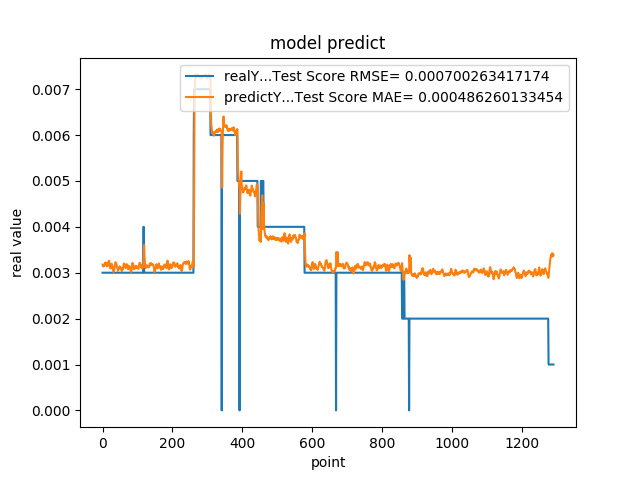 model predict
realY...Test Score RMSE= 0.000700263417174
predictY...Test Score MAE= 0.000486260133454
real value
0.007
0.006
0.005
0.004
0.003
0.002
0.001
0.000
0 200 400 600 800 1000 1200
point